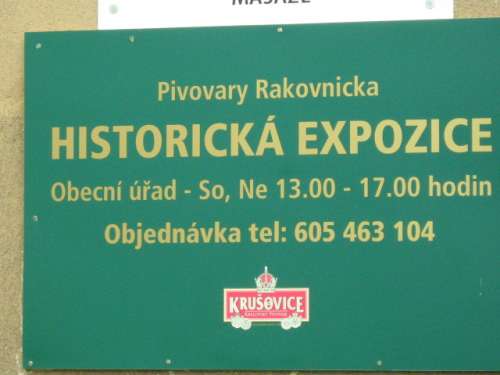 MASÁŽE
Pivovary Rakovnicka
HISTORICKÁ EXPOZICE
Obecní úřad - So, Ne 13.00 - 17.00 hodin
Objednávka tel: 605 463 104
KRUŠOVICE